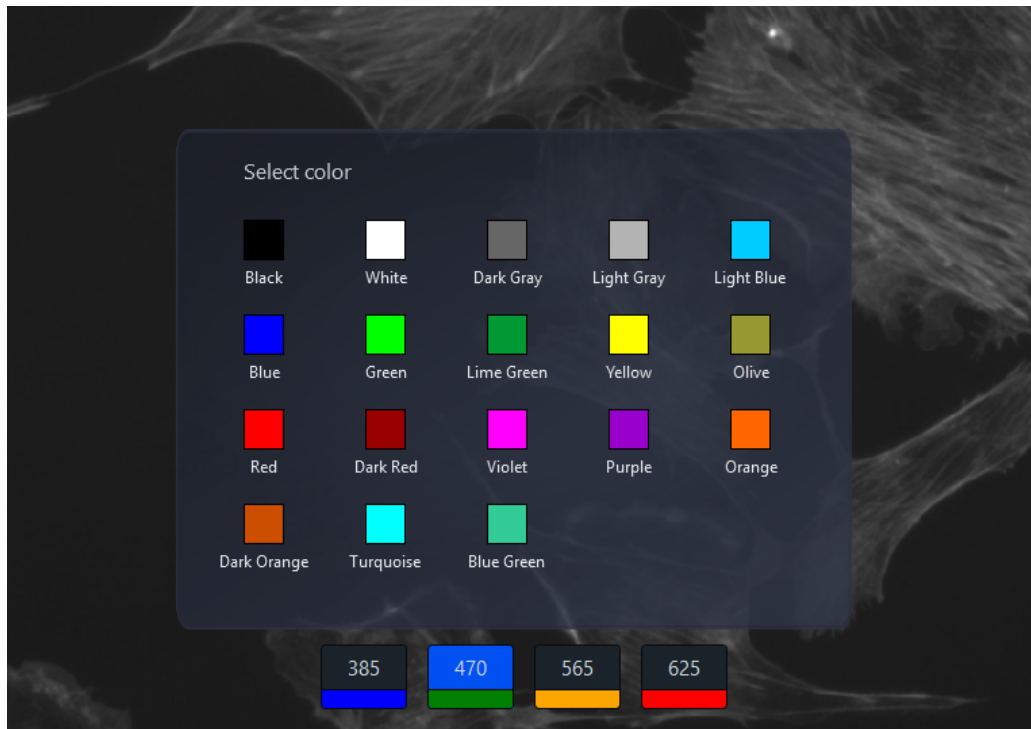 Select color
Black White Dark Gray Light Gray Light Blue
Blue Green Lime Green Yellow Olive
Red Dark Red Violet Purple Orange
Dark Orange Turquoise Blue Green
385 470 565 625